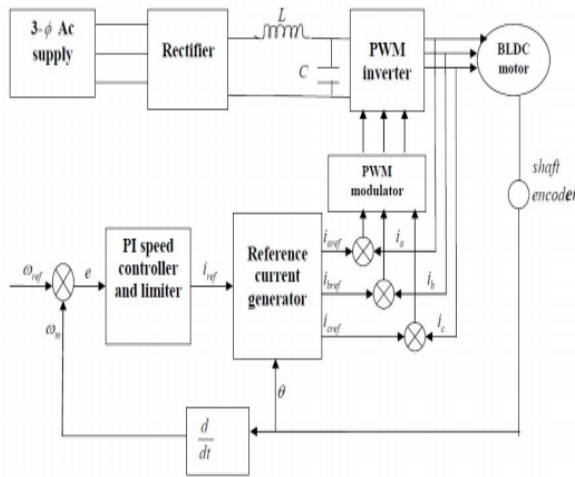 3-ϕ Ac
supply
Rectifier
L
C
PWM
inverter
BLDC
motor
shaft
encoder
PWM
modulator
ω_ref
e
PI speed
controller
and limiter
i_ref
Reference
current
generator
i_aref
i_a
i_bref
i_b
i_cref
i_c
ω_m
θ
d
dt